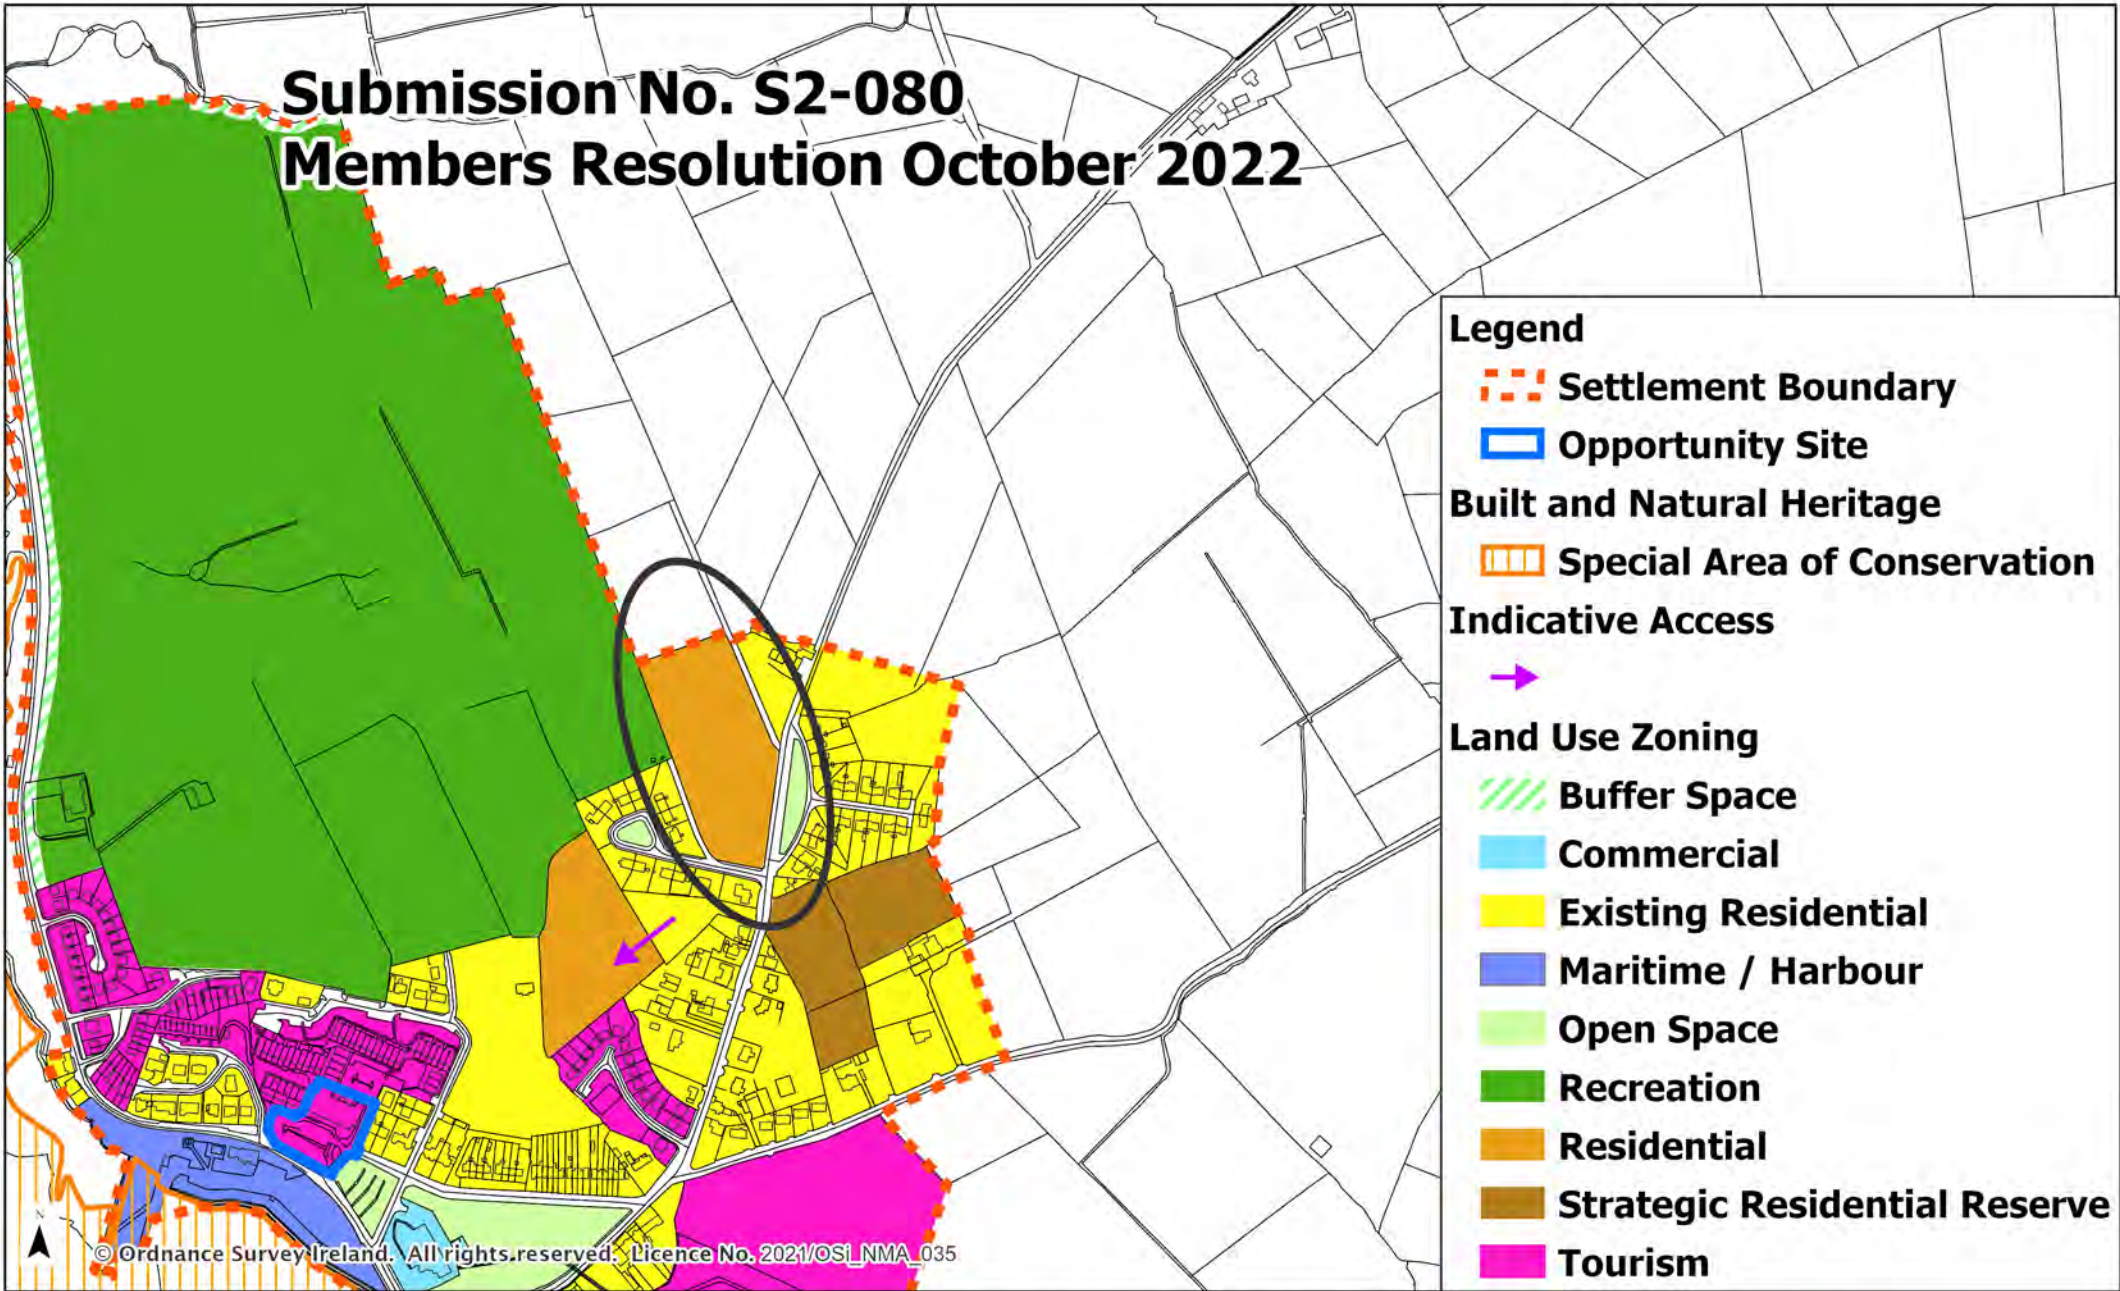 Submission No. S2-080
Members Resolution October 2022
Legend
Settlement Boundary
Opportunity Site
Built and Natural Heritage
Special Area of Conservation
Indicative Access
Land Use Zoning
Buffer Space
Commercial
Existing Residential
Maritime / Harbour
Open Space
Recreation
Residential
Strategic Residential Reserve
Tourism
N
© Ordnance Survey Ireland. All rights reserved. Licence No. 2021/OSi_NMA_035